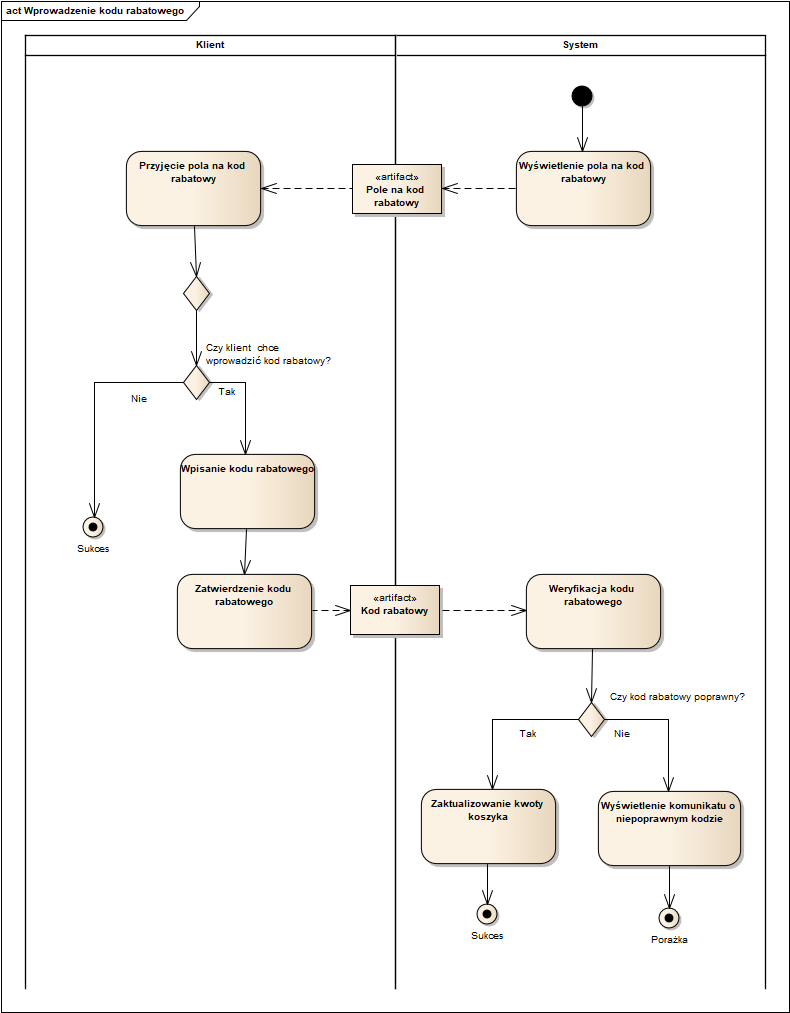 act Wprowadzenie kodu rabatowego
Klient
System
Przyjęcie pola na kod
rabatowy
«artifact»
Pole na kod
rabatowy
Wyświetlenie pola na kod
rabatowy
Czy klient chce
wprowadzić kod rabatowy?
Nie
Tak
Wpisanie kodu rabatowego
Sukces
Zatwierdzenie kodu
rabatowego
«artifact»
Kod rabatowy
Weryfikacja kodu
rabatowego
Czy kod rabatowy poprawny?
Tak
Nie
Zaktualizowanie kwoty
koszyka
Wyświetlenie komunikatu o
niepoprawnym kodzie
Sukces
Porażka